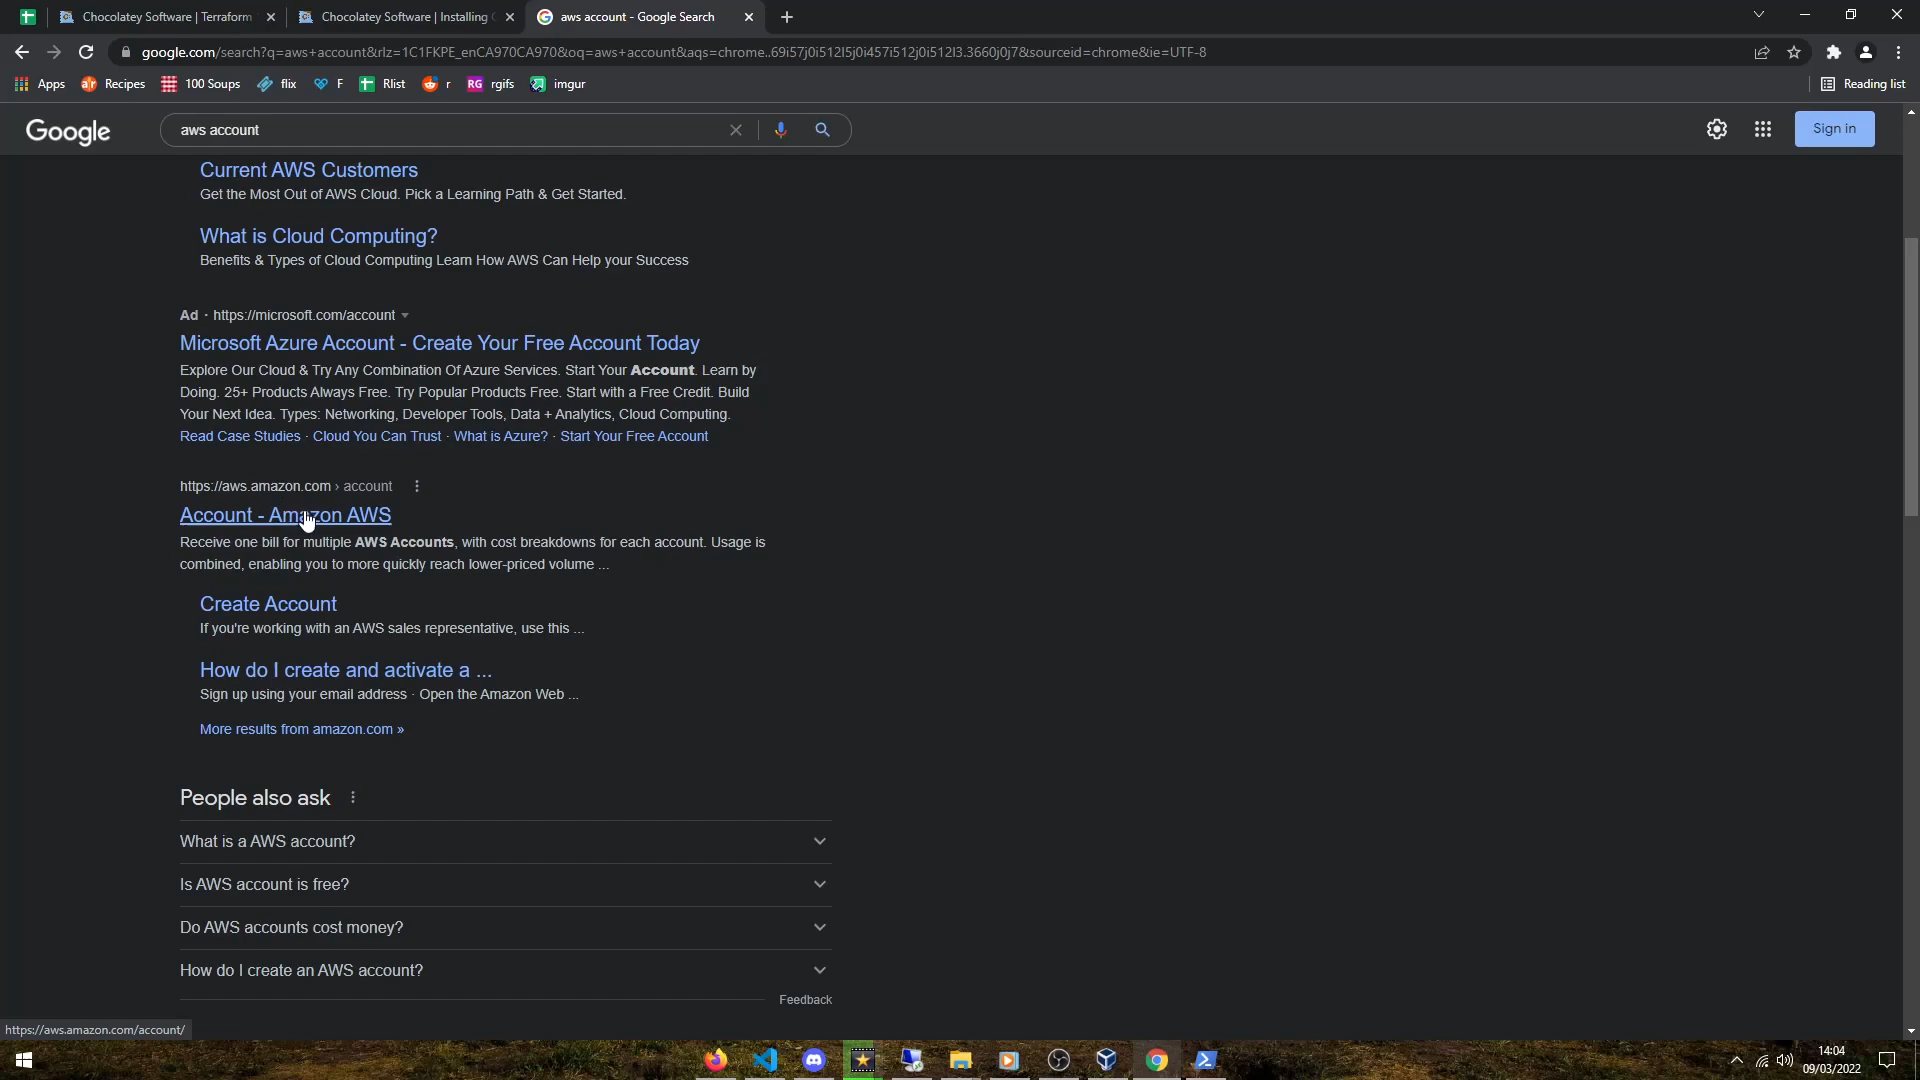 Chocolatey Software | Terraform
Chocolatey Software | Installing
aws account - Google Search
google.com/search?q=aws+account&rlz=1C1FKPE_enCA970CA970&oq=aws+account&aqs=chrome..69i57j0i512l5j0i457i512j0i512l3.3660j0j7&sourceid=chrome&ie=UTF-8
Apps
Recipes
100 Soups
flix
F
Rlist
r
RG rgifs
imgur
Reading list
Google
aws account
Sign in
Current AWS Customers
Get the Most Out of AWS Cloud. Pick a Learning Path & Get Started.
What is Cloud Computing?
Benefits & Types of Cloud Computing Learn How AWS Can Help your Success
Ad · https://microsoft.com/account
Microsoft Azure Account - Create Your Free Account Today
Explore Our Cloud & Try Any Combination Of Azure Services. Start Your Account. Learn by
Doing. 25+ Products Always Free. Try Popular Products Free. Start with a Free Credit. Build
Your Next Idea. Types: Networking, Developer Tools, Data + Analytics, Cloud Computing.
Read Case Studies · Cloud You Can Trust · What is Azure? · Start Your Free Account
https://aws.amazon.com › account
Account - Amazon AWS
Receive one bill for multiple AWS Accounts, with cost breakdowns for each account. Usage is
combined, enabling you to more quickly reach lower-priced volume ...
Create Account
If you're working with an AWS sales representative, use this ...
How do I create and activate a ...
Sign up using your email address · Open the Amazon Web ...
More results from amazon.com »
People also ask
What is a AWS account?
Is AWS account is free?
Do AWS accounts cost money?
How do I create an AWS account?
Feedback
https://aws.amazon.com/account/
14:04
09/03/2022